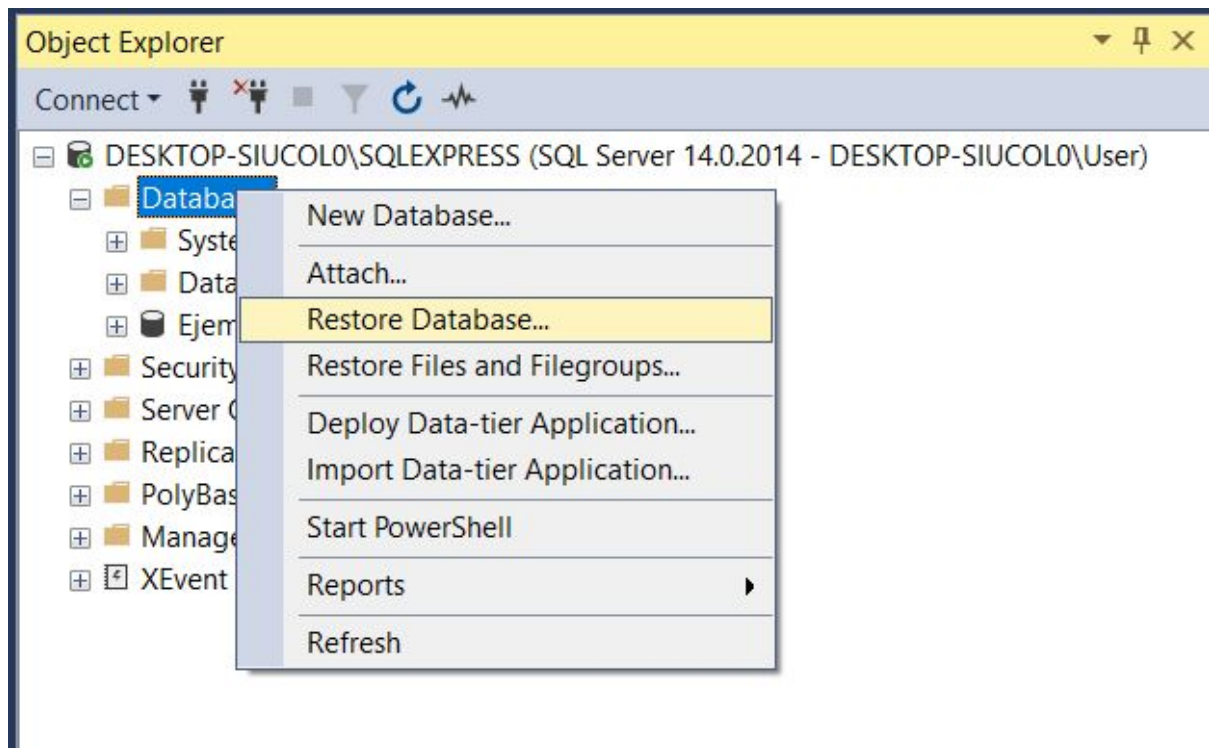 Object Explorer
Connect
DESKTOP-SIUCOL0\SQLEXPRESS (SQL Server 14.0.2014 - DESKTOP-SIUCOL0\User)
Databa
Syste
Data
Ejem
Security
Server
Replica
PolyBas
Manage
XEvent
New Database...
Attach...
Restore Database...
Restore Files and Filegroups...
Deploy Data-tier Application...
Import Data-tier Application...
Start PowerShell
Reports
Refresh